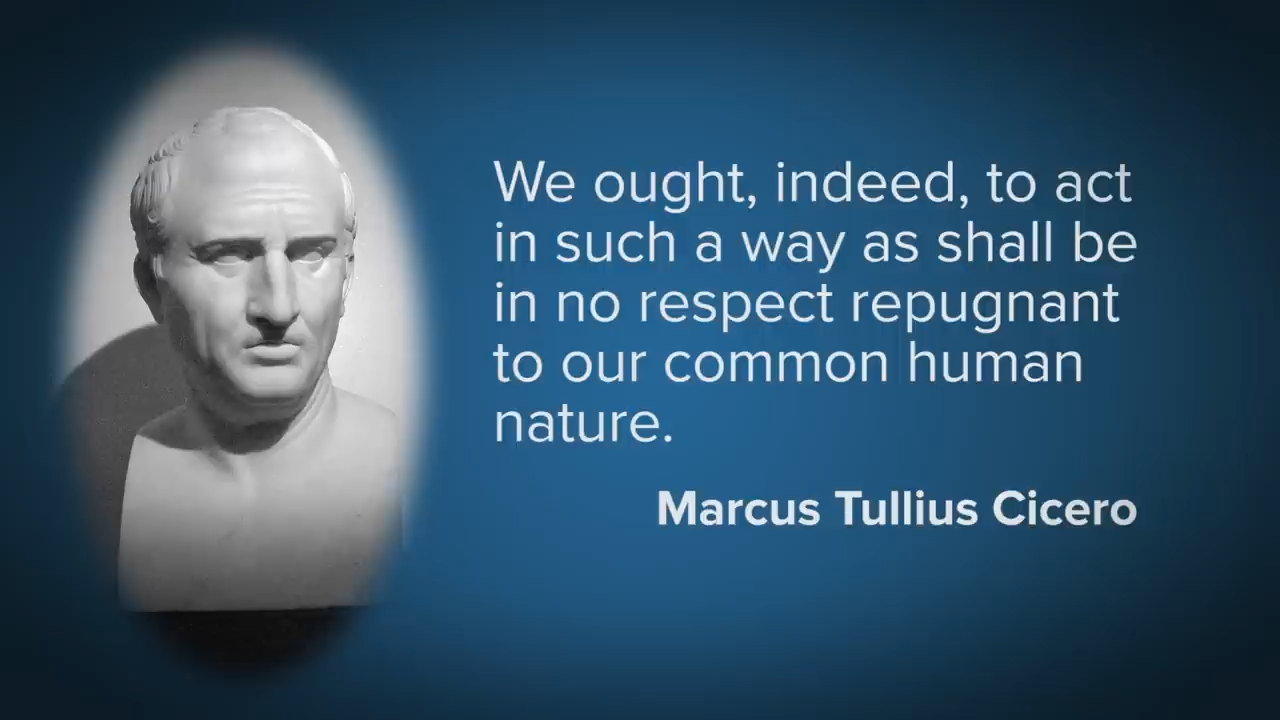 We ought, indeed, to act
in such a way as shall be
in no respect repugnant
to our common human
nature.
Marcus Tullius Cicero